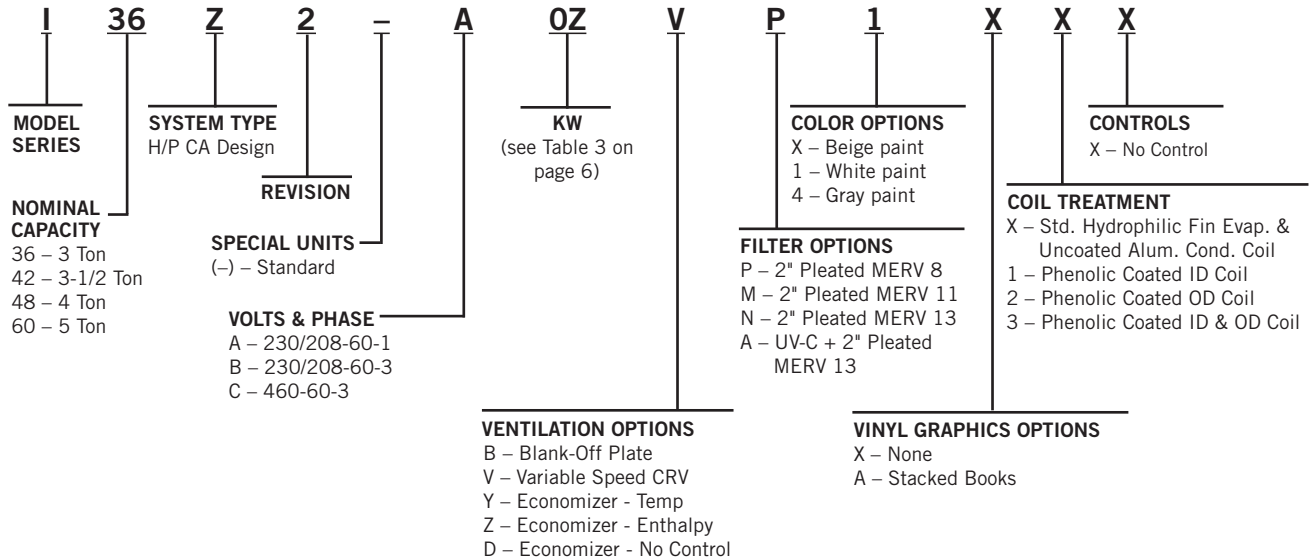 I 36 Z 2 – A 0Z V P 1 X X X
MODEL
SERIES
SYSTEM TYPE
H/P CA Design
KW
(see Table 3 on
page 6)
COLOR OPTIONS
X – Beige paint
1 – White paint
4 – Gray paint
CONTROLS
X – No Control
REVISION
NOMINAL
CAPACITY
36 – 3 Ton
42 – 3-1/2 Ton
48 – 4 Ton
60 – 5 Ton
SPECIAL UNITS
(–) – Standard
FILTER OPTIONS
P – 2" Pleated MERV 8
M – 2" Pleated MERV 11
N – 2" Pleated MERV 13
A – UV-C + 2" Pleated
MERV 13
COIL TREATMENT
X – Std. Hydrophilic Fin Evap. &
Uncoated Alum. Cond. Coil
1 – Phenolic Coated ID Coil
2 – Phenolic Coated OD Coil
3 – Phenolic Coated ID & OD Coil
VOLTS & PHASE
A – 230/208-60-1
B – 230/208-60-3
C – 460-60-3
VENTILATION OPTIONS
B – Blank-Off Plate
V – Variable Speed CRV
Y – Economizer - Temp
Z – Economizer - Enthalpy
D – Economizer - No Control
VINYL GRAPHICS OPTIONS
X – None
A – Stacked Books